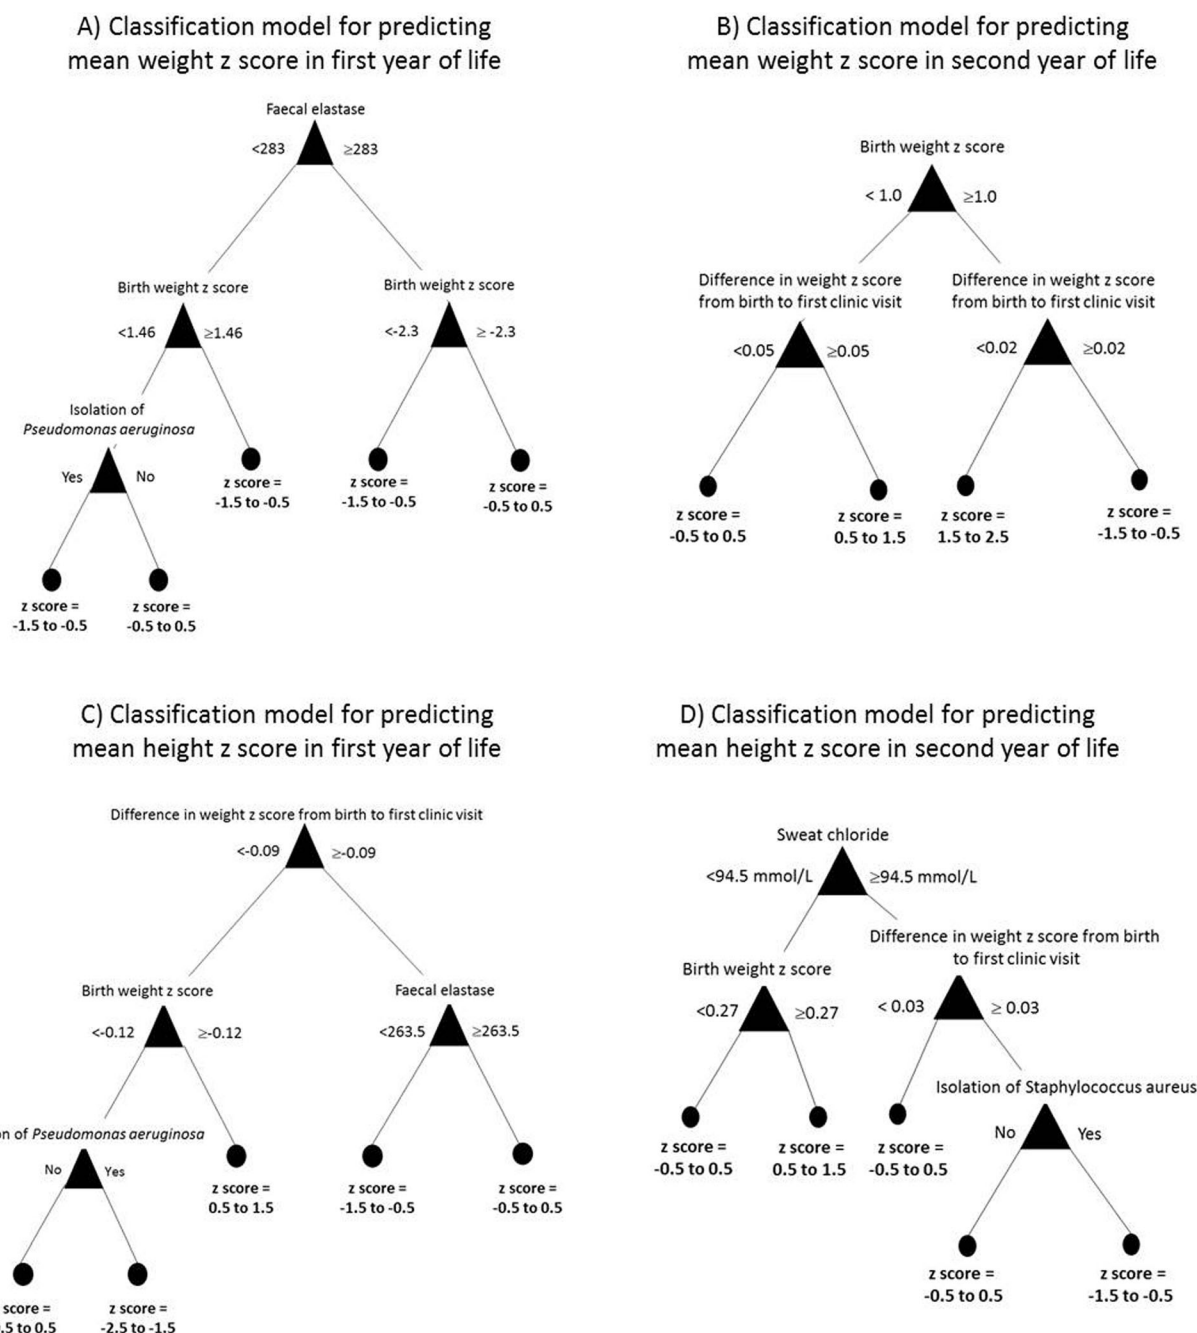 A) Classification model for predicting
mean weight z score in first year of life
Faecal elastase
<283 ≥283
Birth weight z score Birth weight z score
<1.46 ≥1.46 <-2.3 ≥ -2.3
Isolation of
Pseudomonas aeruginosa
Yes No
z score =
-1.5 to -0.5
z score =
-1.5 to -0.5
z score =
-0.5 to 0.5
z score =
-1.5 to -0.5
z score =
-0.5 to 0.5
B) Classification model for predicting
mean weight z score in second year of life
Birth weight z score
< 1.0 ≥1.0
Difference in weight z score
from birth to first clinic visit
Difference in weight z score
from birth to first clinic visit
<0.05 ≥0.05 <0.02 ≥0.02
z score =
-0.5 to 0.5
z score =
0.5 to 1.5
z score =
1.5 to 2.5
z score =
-1.5 to -0.5
C) Classification model for predicting
mean height z score in first year of life
Difference in weight z score from birth to first clinic visit
<-0.09 ≥-0.09
Birth weight z score Faecal elastase
<-0.12 ≥-0.12 <263.5 ≥263.5
on of Pseudomonas aeruginosa
No Yes
z score =
0.5 to 1.5
z score =
-1.5 to -0.5
z score =
-0.5 to 0.5
score =
.5 to 0.5
z score =
-2.5 to -1.5
D) Classification model for predicting
mean height z score in second year of life
Sweat chloride
<94.5 mmol/L ≥94.5 mmol/L
Difference in weight z score from birth
to first clinic visit
Birth weight z score
<0.27 ≥0.27 < 0.03 ≥ 0.03
Isolation of Staphylococcus aureus
No Yes
z score =
-0.5 to 0.5
z score =
0.5 to 1.5
z score =
-0.5 to 0.5
z score =
-0.5 to 0.5
z score =
-1.5 to -0.5